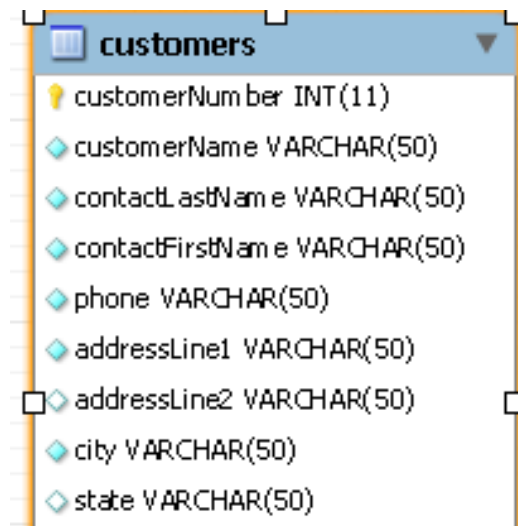 customers
customerNumber INT(11)
customerName VARCHAR(50)
contactLastName VARCHAR(50)
contactFirstName VARCHAR(50)
phone VARCHAR(50)
addressLine1 VARCHAR(50)
addressLine2 VARCHAR(50)
city VARCHAR(50)
state VARCHAR(50)